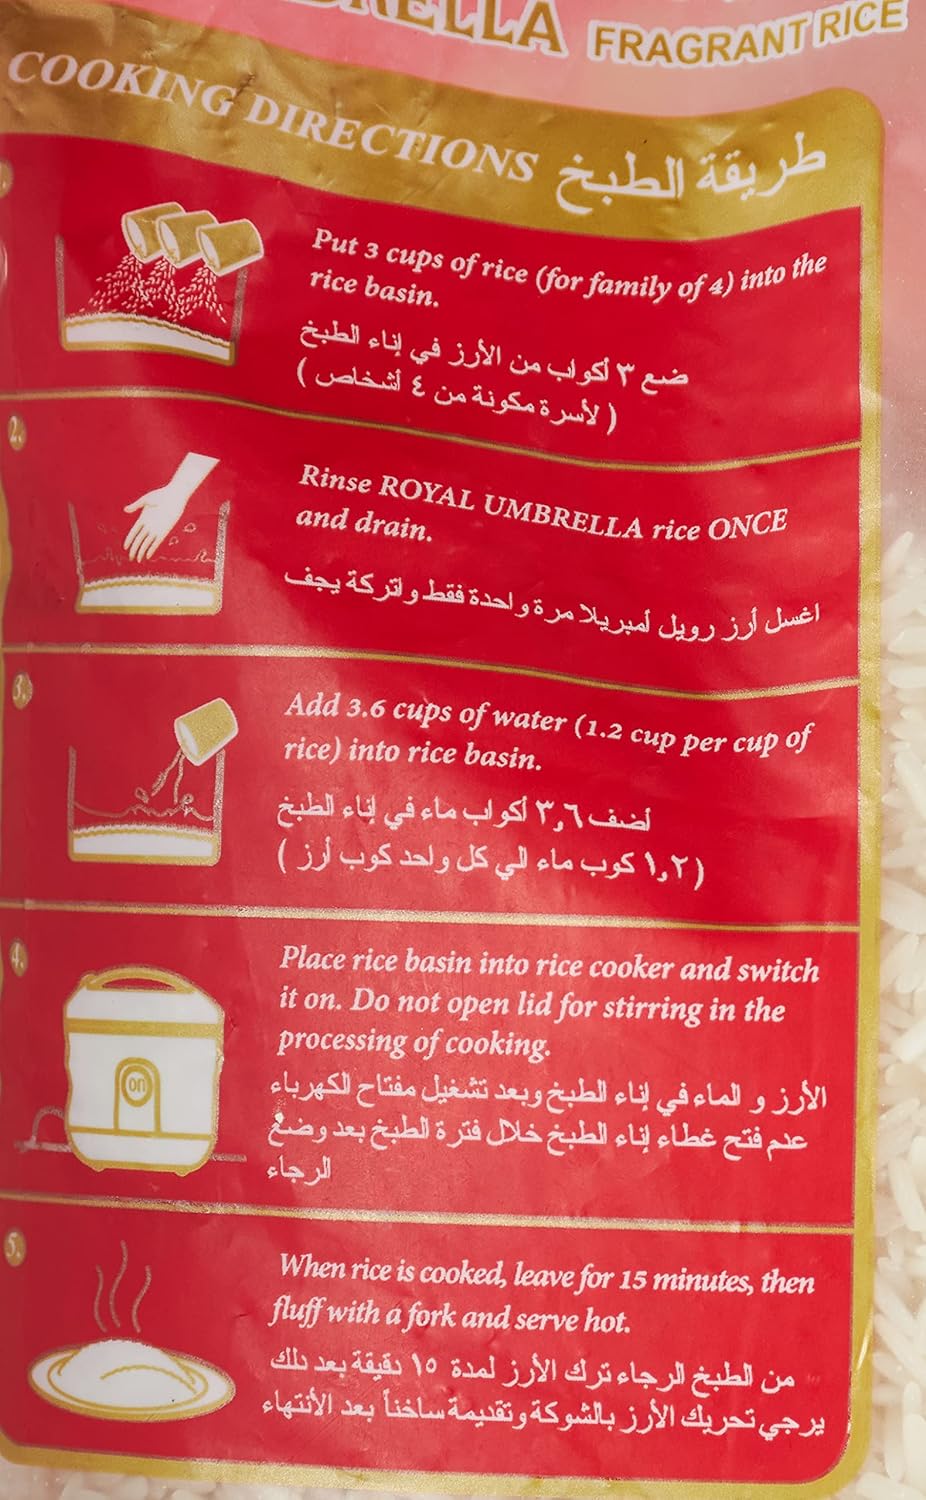 FRAGRANT RICE
COOKING DIRECTIONS طريقة الطبخ
Put 3 cups of rice (for family of 4) into the
rice basin.
ضع ٣ أكواب من الأرز في إناء الطبخ
( لأسرة مكونة من ٤ أشخاص )
2.
Rinse ROYAL UMBRELLA rice ONCE
and drain.
اغسل أرز رويل أمبريلا مرة واحدة فقط واتركة يجف
3.
Add 3.6 cups of water (1.2 cup per cup of
rice) into rice basin.
أضف ٣,٦ أكواب ماء في إناء الطبخ
( ١,٢ كوب ماء الي كل واحد كوب أرز )
4.
Place rice basin into rice cooker and switch
it on. Do not open lid for stirring in the
processing of cooking.
on
الأرز و الماء في إناء الطبخ وبعد تشغيل مفتاح الكهرباء
عدم فتح غطاء إناء الطبخ خلال فترة الطبخ بعد وضع
الرجاء
5.
When rice is cooked, leave for 15 minutes, then
fluff with a fork and serve hot.
من الطبخ الرجاء ترك الأرز لمدة ١٥ دقيقة بعد ذلك
يرجي تحريك الأرز بالشوكة وتقديمة ساخناً بعد الأنتهاء